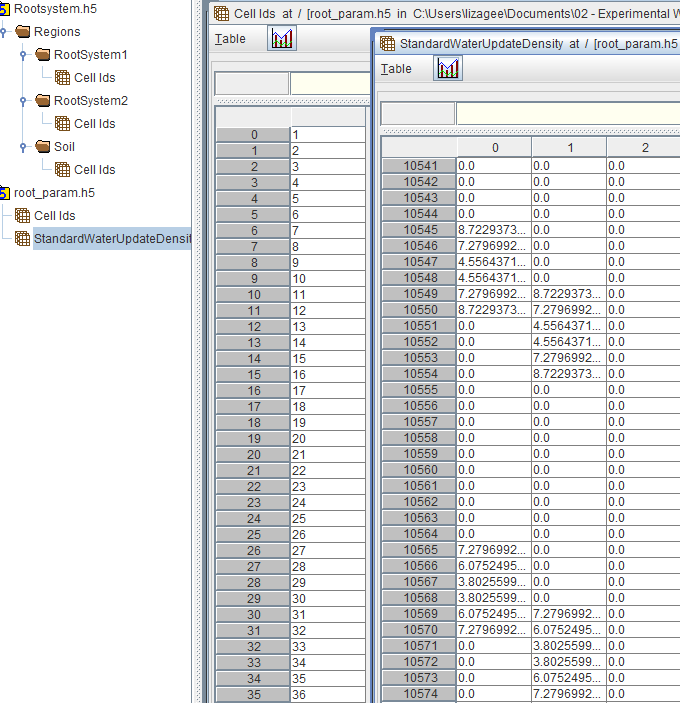 Rootsystem.h5
Regions
RootSystem1
Cell Ids
RootSystem2
Cell Ids
Soil
Cell Ids
root_param.h5
Cell Ids
StandardWaterUpdateDensit
Cell Ids at / [root_param.h5 in C:\Users\lizagee\Documents\02 - Experimental W
Table
0 1
1 2
2 3
3 4
4 5
5 6
6 7
7 8
8 9
9 10
10 11
11 12
12 13
13 14
14 15
15 16
16 17
17 18
18 19
19 20
20 21
21 22
22 23
23 24
24 25
25 26
26 27
27 28
28 29
29 30
30 31
31 32
32 33
33 34
34 35
35 36
StandardWaterUpdateDensity at / [root_param.h5
Table
0 1 2
10541 0.0 0.0 0.0
10542 0.0 0.0 0.0
10543 0.0 0.0 0.0
10544 0.0 0.0 0.0
10545 8.7229373... 0.0 0.0
10546 7.2796992... 0.0 0.0
10547 4.5564371... 0.0 0.0
10548 4.5564371... 0.0 0.0
10549 7.2796992... 8.7229373... 0.0
10550 8.7229373... 7.2796992... 0.0
10551 0.0 4.5564371... 0.0
10552 0.0 4.5564371... 0.0
10553 0.0 7.2796992... 0.0
10554 0.0 8.7229373... 0.0
10555 0.0 0.0 0.0
10556 0.0 0.0 0.0
10557 0.0 0.0 0.0
10558 0.0 0.0 0.0
10559 0.0 0.0 0.0
10560 0.0 0.0 0.0
10561 0.0 0.0 0.0
10562 0.0 0.0 0.0
10563 0.0 0.0 0.0
10564 0.0 0.0 0.0
10565 7.2796992... 0.0 0.0
10566 6.0752495... 0.0 0.0
10567 3.8025599... 0.0 0.0
10568 3.8025599... 0.0 0.0
10569 6.0752495... 7.2796992... 0.0
10570 7.2796992... 6.0752495... 0.0
10571 0.0 3.8025599... 0.0
10572 0.0 3.8025599... 0.0
10573 0.0 6.0752495... 0.0
10574 0.0 7.2796992... 0.0